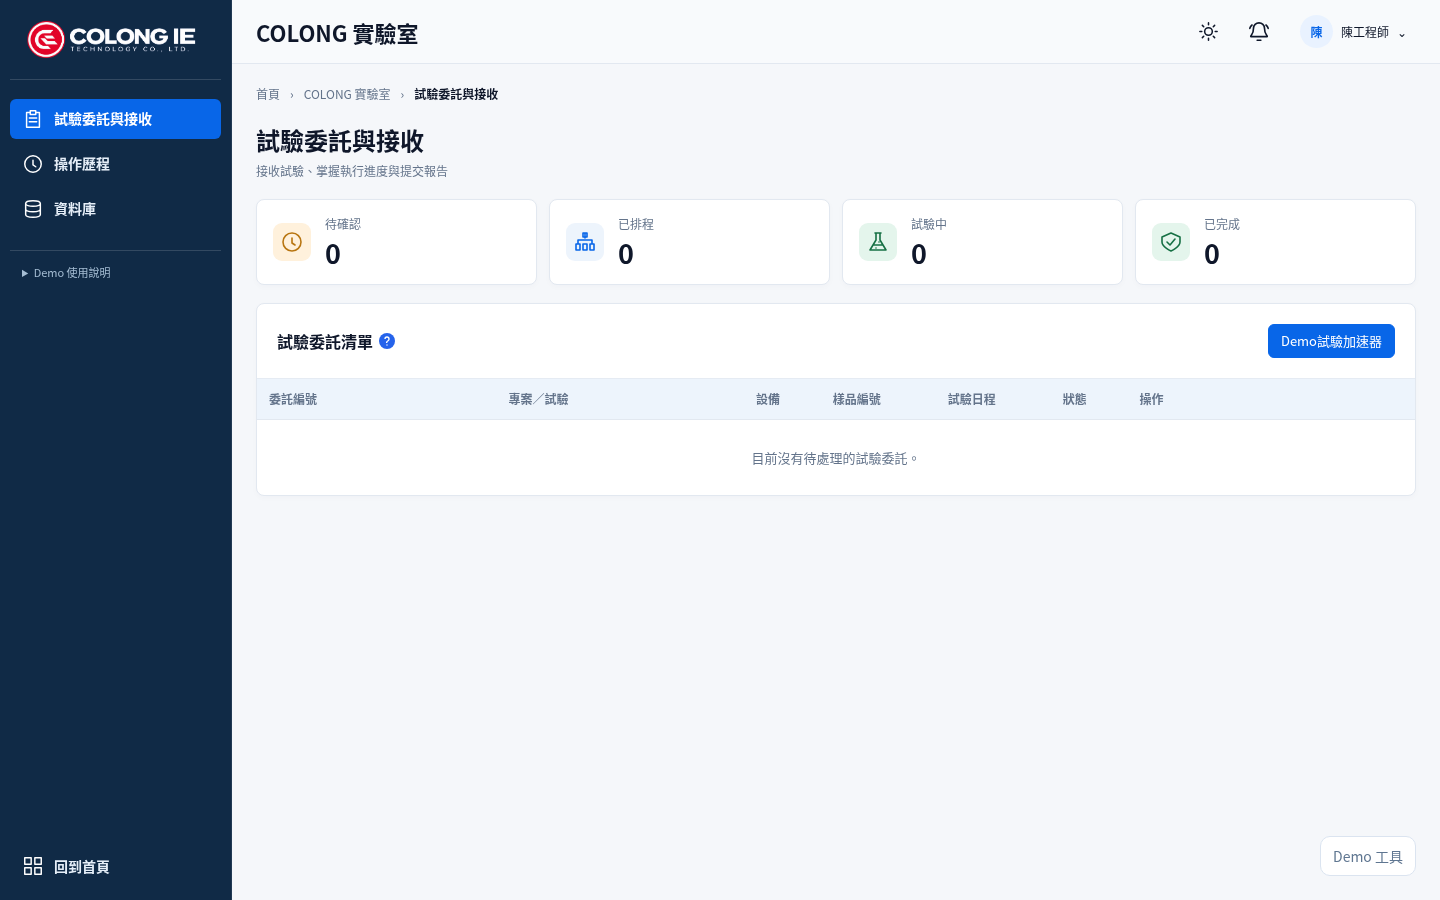 COLONG IE
TECHNOLOGY CO., LTD.
試驗委託與接收
操作歷程
資料庫
Demo 使用說明
回到首頁
COLONG 實驗室
陳 陳工程師
首頁 › COLONG 實驗室 › 試驗委託與接收
試驗委託與接收
接收試驗、掌握執行進度與提交報告
待確認
0
已排程
0
試驗中
0
已完成
0
試驗委託清單 ?
Demo試驗加速器
委託編號 專案／試驗 設備 樣品編號 試驗日程 狀態 操作
目前沒有待處理的試驗委託。
Demo 工具